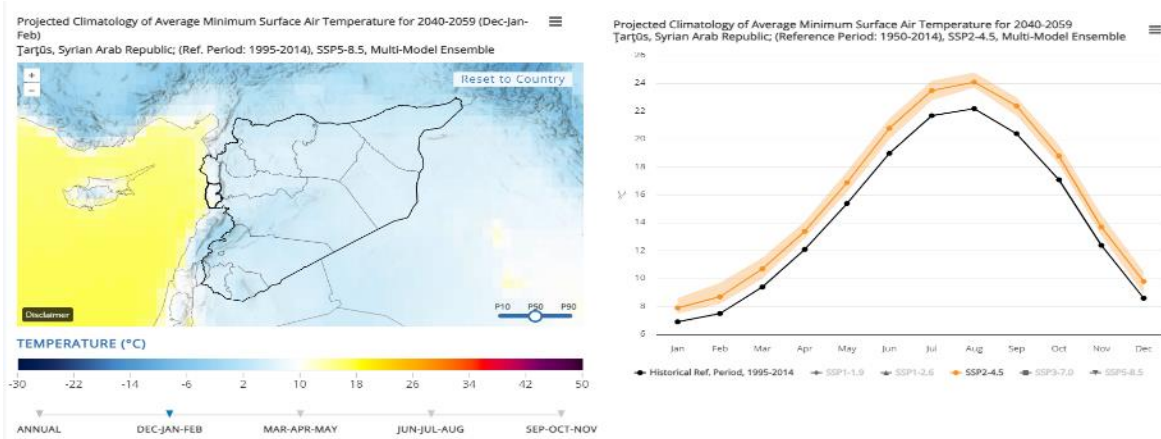 Projected Climatology of Average Minimum Surface Air Temperature for 2040-2059 (Dec-Jan-
Feb)
Ţarţūs, Syrian Arab Republic; (Ref. Period: 1995-2014), SSP5-8.5, Multi-Model Ensemble
+
−
Reset to Country
Disclaimer
P10 P50 P90
TEMPERATURE (°C)
-30 -22 -14 -6 2 10 18 26 34 42 50
ANNUAL DEC-JAN-FEB MAR-APR-MAY JUN-JUL-AUG SEP-OCT-NOV
Projected Climatology of Average Minimum Surface Air Temperature for 2040-2059
Ţarţūs, Syrian Arab Republic; (Reference Period: 1950-2014), SSP2-4.5, Multi-Model Ensemble
26
24
22
20
18
16
14
12
10
8
6
°C
Jan Feb Mar Apr May Jun Jul Aug Sep Oct Nov Dec
Historical Ref. Period, 1995-2014 SSP1-1.9 SSP1-2.6 SSP2-4.5 SSP3-7.0 SSP5-8.5